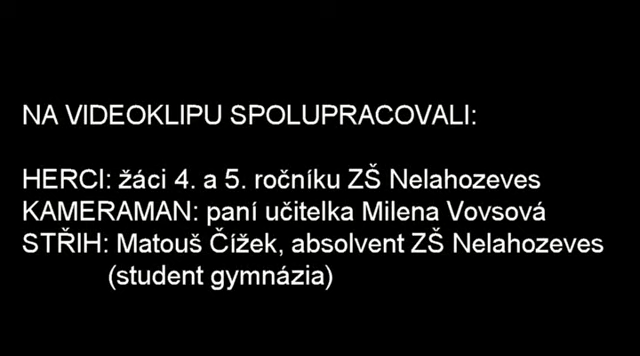 NA VIDEOKLIPU SPOLUPRACOVALI:
HERCI: žáci 4. a 5. ročníku ZŠ Nelahozeves
KAMERAMAN: paní učitelka Milena Vovsová
STŘIH: Matouš Čížek, absolvent ZŠ Nelahozeves
(student gymnázia)